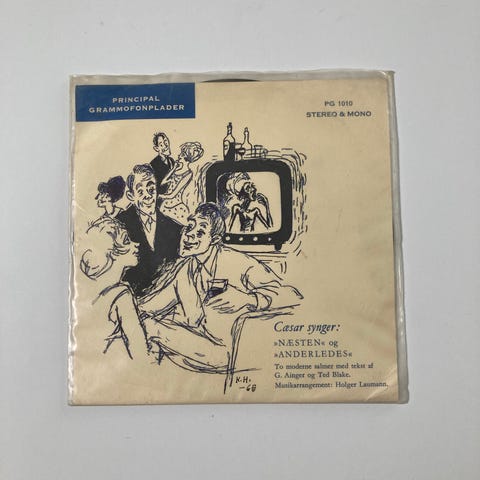 PRINCIPAL
GRAMMOFONPLADER
PG 1010
STEREO & MONO
Cæsar synger:
»NÆSTEN« og
»ANDERLEDES«
To moderne salmer med tekst af
G. Ainger og Ted Blake.
Musikarrangement: Holger Laumann.
K.H.
-68